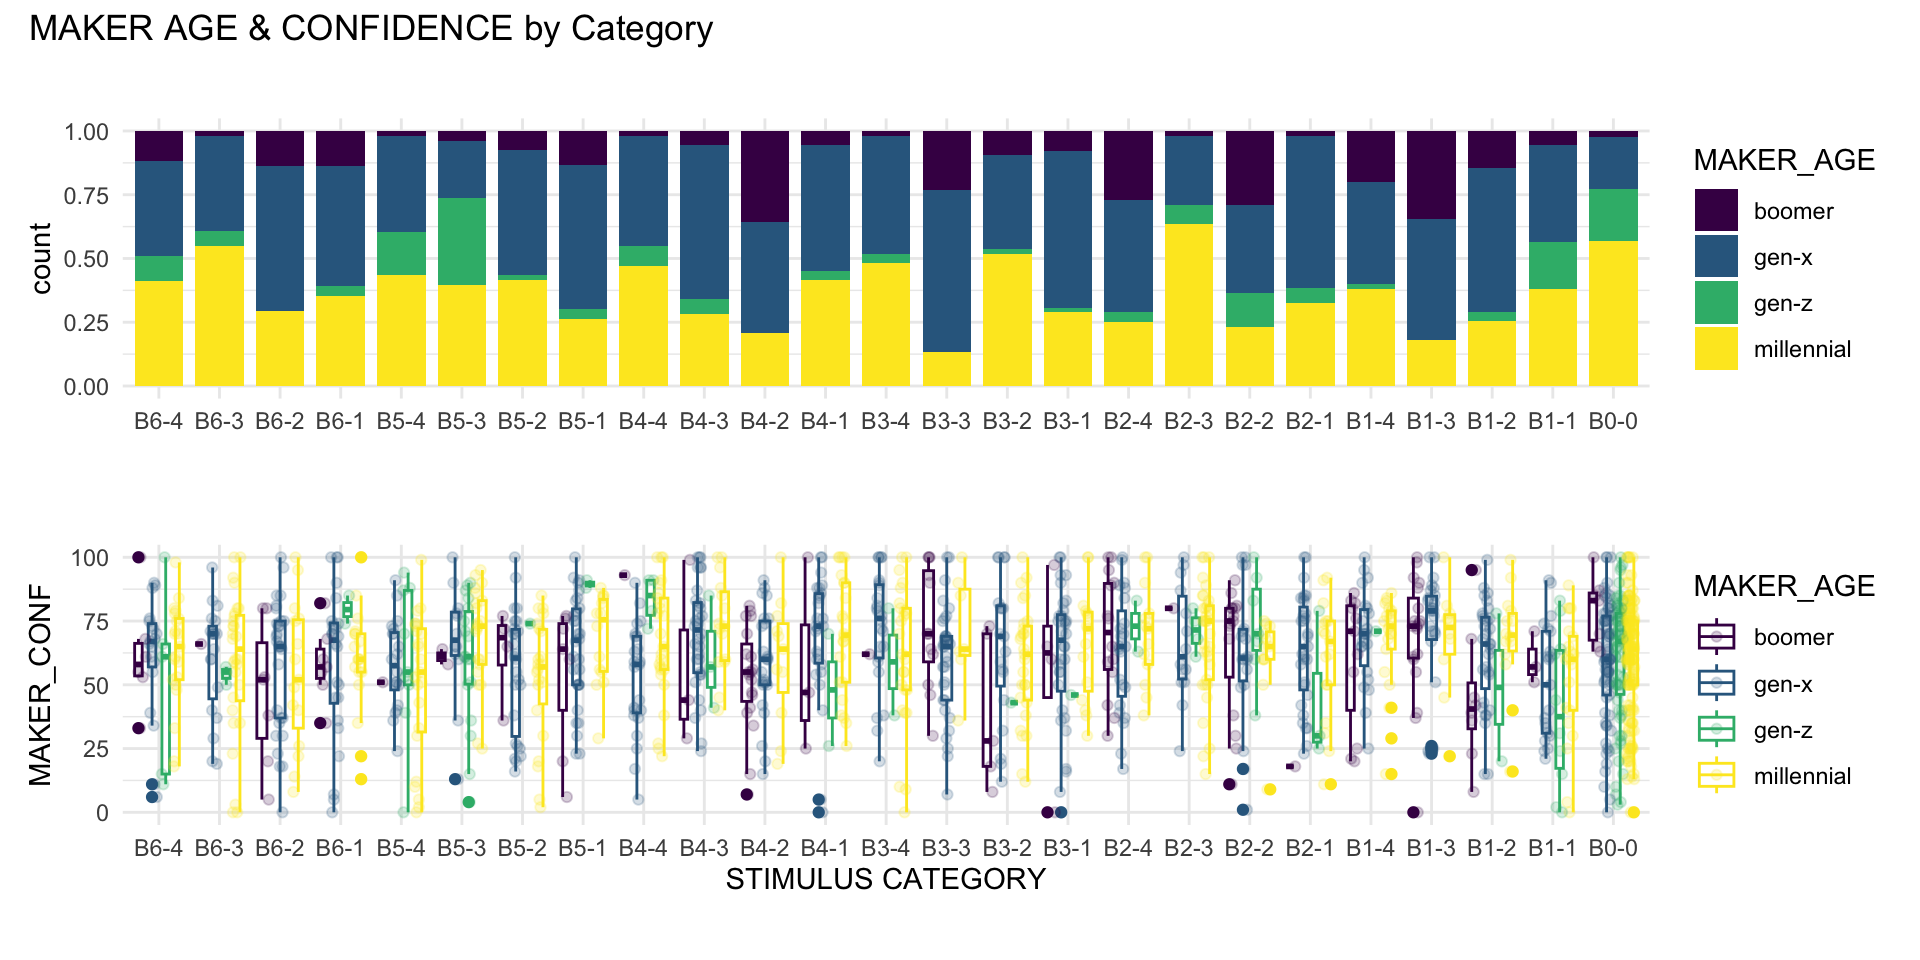 MAKER AGE & CONFIDENCE by Category
1.00
0.75
0.50
0.25
0.00
count
B6-4 B6-3 B6-2 B6-1 B5-4 B5-3 B5-2 B5-1 B4-4 B4-3 B4-2 B4-1 B3-4 B3-3 B3-2 B3-1 B2-4 B2-3 B2-2 B2-1 B1-4 B1-3 B1-2 B1-1 B0-0
MAKER_AGE
boomer
gen-x
gen-z
millennial
100
75
50
25
0
MAKER_CONF
B6-4 B6-3 B6-2 B6-1 B5-4 B5-3 B5-2 B5-1 B4-4 B4-3 B4-2 B4-1 B3-4 B3-3 B3-2 B3-1 B2-4 B2-3 B2-2 B2-1 B1-4 B1-3 B1-2 B1-1 B0-0
STIMULUS CATEGORY
MAKER_AGE
boomer
gen-x
gen-z
millennial